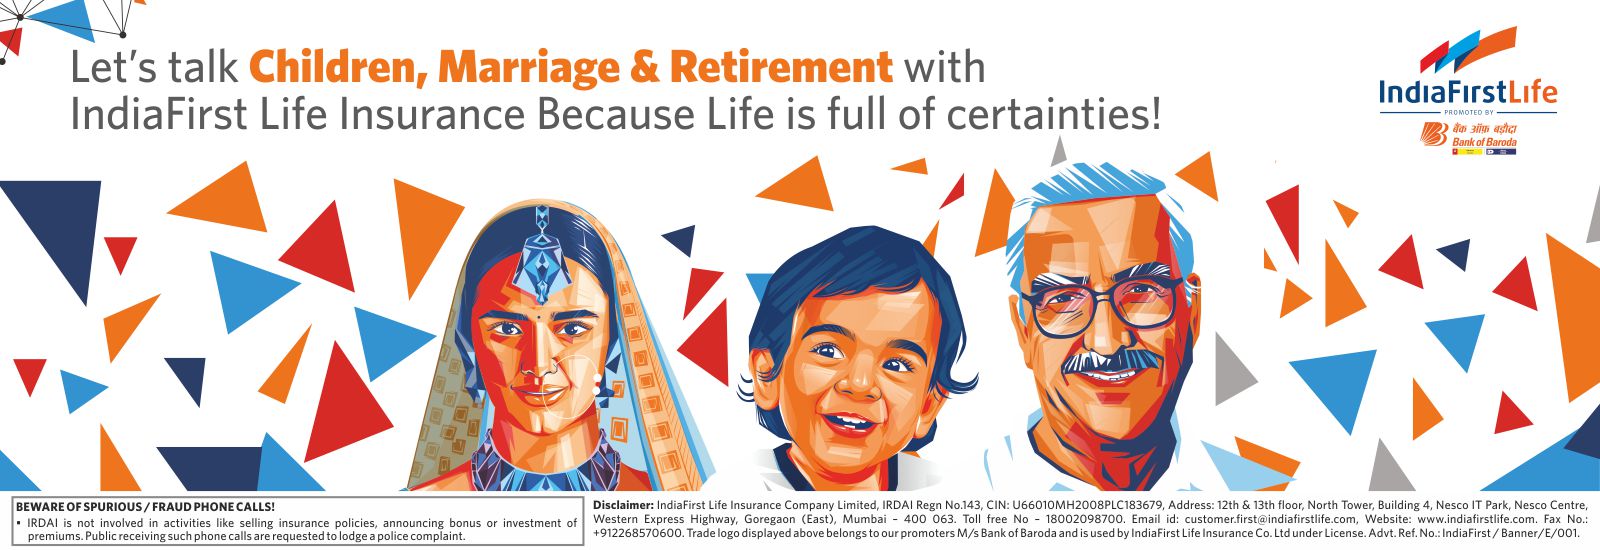 Let's talk Children, Marriage & Retirement with
IndiaFirst Life Insurance Because Life is full of certainties!
IndiaFirstLife
PROMOTED BY
बैंक ऑफ़ बड़ौदा
Bank of Baroda
BEWARE OF SPURIOUS / FRAUD PHONE CALLS!
▪ IRDAI is not involved in activities like selling insurance policies, announcing bonus or investment of
premiums. Public receiving such phone calls are requested to lodge a police complaint.
Disclaimer: IndiaFirst Life Insurance Company Limited, IRDAI Regn No.143, CIN: U66010MH2008PLC183679, Address: 12th & 13th floor, North Tower, Building 4, Nesco IT Park, Nesco Centre,
Western Express Highway, Goregaon (East), Mumbai – 400 063. Toll free No – 18002098700. Email id: customer.first@indiafirstlife.com, Website: www.indiafirstlife.com. Fax No.:
+912268570600. Trade logo displayed above belongs to our promoters M/s Bank of Baroda and is used by IndiaFirst Life Insurance Co. Ltd under License. Advt. Ref. No.: IndiaFirst / Banner/E/001.